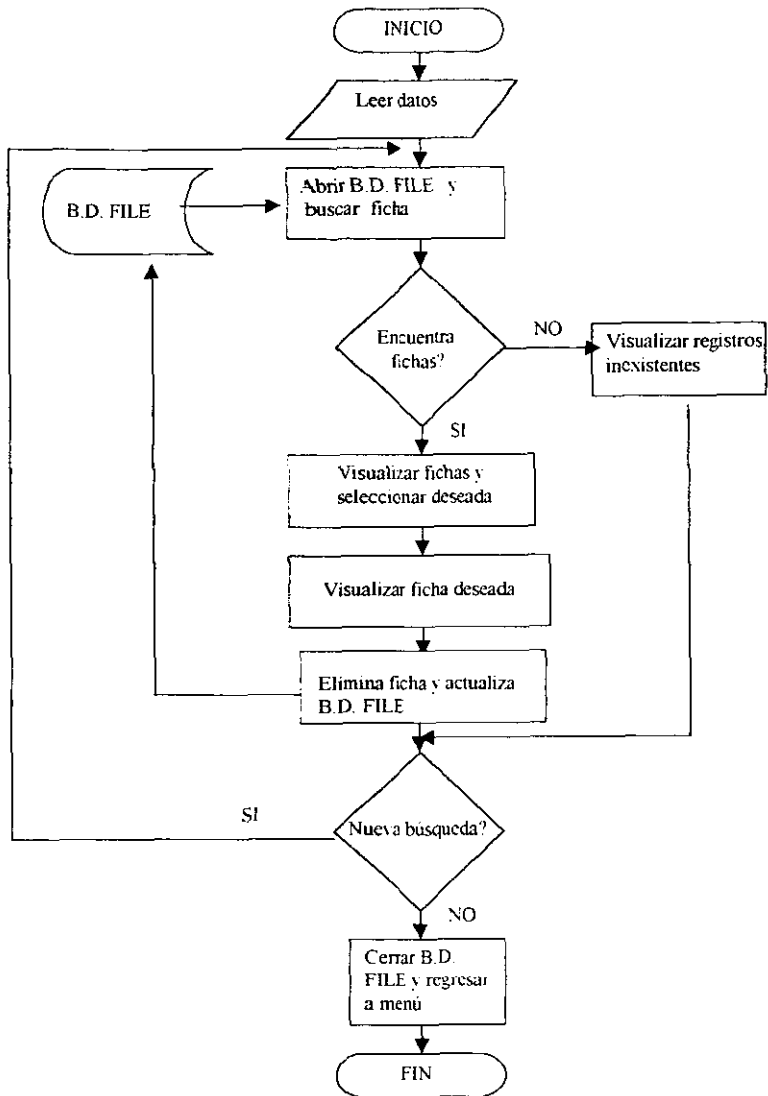 INICIO
Leer datos
Abrir B.D. FILE y
buscar ficha
B.D. FILE
Encuentra
fichas?
NO
Visualizar registros
inexistentes
SI
Visualizar fichas y
seleccionar deseada
Visualizar ficha deseada
Elimina ficha y actualiza
B.D. FILE
SI
Nueva búsqueda?
NO
Cerrar B.D.
FILE y regresar
a menú
FIN